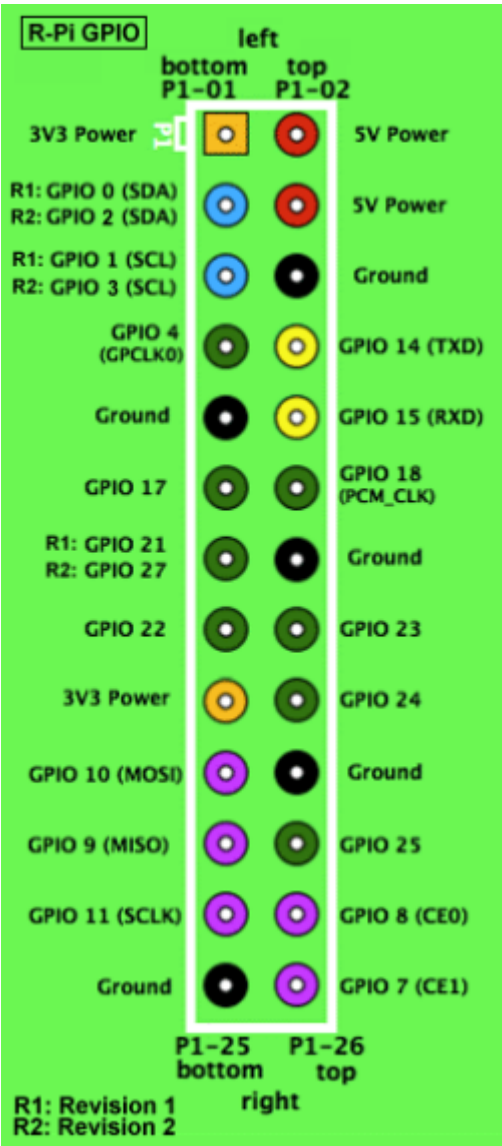 R-Pi GPIO
left
bottom top
P1-01 P1-02
3V3 Power P1 5V Power
R1: GPIO 0 (SDA)
R2: GPIO 2 (SDA) 5V Power
R1: GPIO 1 (SCL)
R2: GPIO 3 (SCL) Ground
GPIO 4
(GPCLK0) GPIO 14 (TXD)
Ground GPIO 15 (RXD)
GPIO 17 GPIO 18
(PCM_CLK)
R1: GPIO 21
R2: GPIO 27 Ground
GPIO 22 GPIO 23
3V3 Power GPIO 24
GPIO 10 (MOSI) Ground
GPIO 9 (MISO) GPIO 25
GPIO 11 (SCLK) GPIO 8 (CE0)
Ground GPIO 7 (CE1)
P1-25 P1-26
bottom top
right
R1: Revision 1
R2: Revision 2